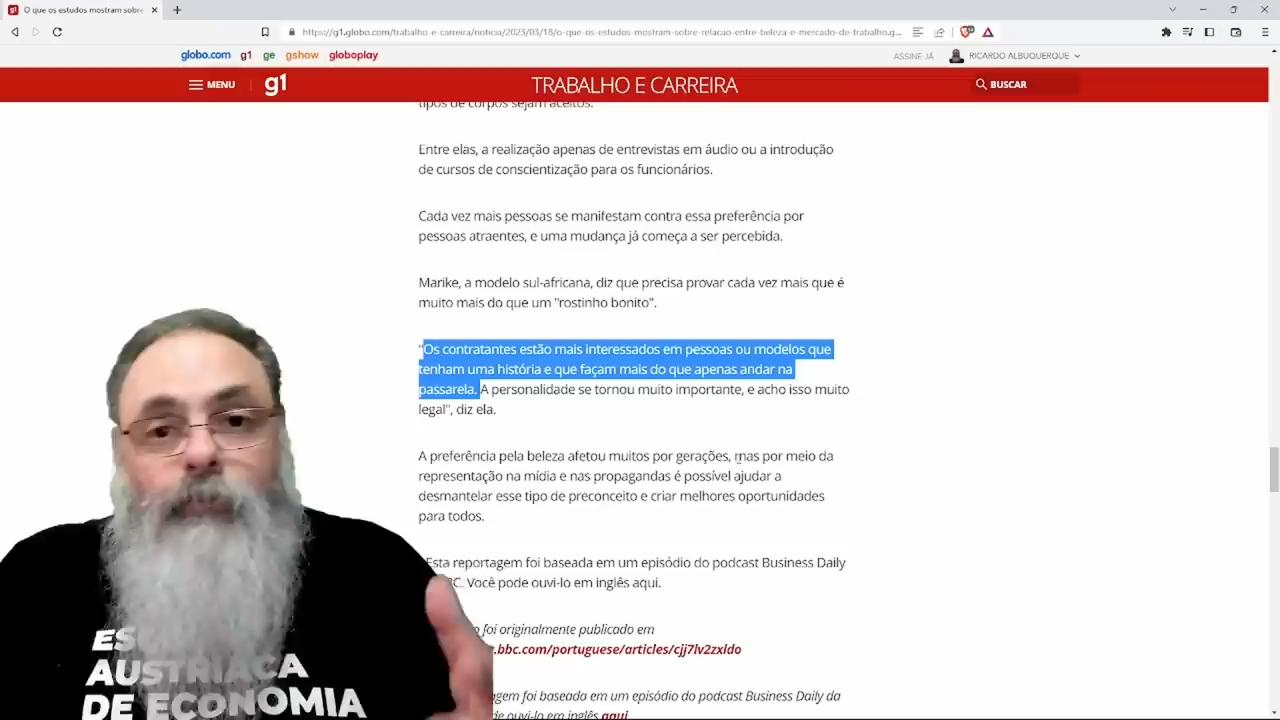 O que os estudos mostram sobre
https://g1.globo.com/trabalho-e-carreira/noticia/2023/03/18/o-que-os-estudos-mostram-sobre-relacao-entre-beleza-e-mercado-de-trabalho.g...
globo.com g1 ge gshow globoplay
ASSINE JÁ RICARDO ALBUQUERQUE
MENU g1 TRABALHO E CARREIRA BUSCAR
tipos de corpos sejam aceitos.
Entre elas, a realização apenas de entrevistas em áudio ou a introdução
de cursos de conscientização para os funcionários.
Cada vez mais pessoas se manifestam contra essa preferência por
pessoas atraentes, e uma mudança já começa a ser percebida.
Marike, a modelo sul-africana, diz que precisa provar cada vez mais que é
muito mais do que um "rostinho bonito".
"Os contratantes estão mais interessados em pessoas ou modelos que
tenham uma história e que façam mais do que apenas andar na
passarela. A personalidade se tornou muito importante, e acho isso muito
legal", diz ela.
A preferência pela beleza afetou muitos por gerações, mas por meio da
representação na mídia e nas propagandas é possível ajudar a
desmantelar esse tipo de preconceito e criar melhores oportunidades
para todos.
Esta reportagem foi baseada em um episódio do podcast Business Daily
BC. Você pode ouvi-lo em inglês aqui.
foi originalmente publicado em
.bbc.com/portuguese/articles/cjj7lv2zxldo
gem foi baseada em um episódio do podcast Business Daily da
de ouvi-lo em inglês aqui
ES
AUSTRIACA
DE ECONOMIA